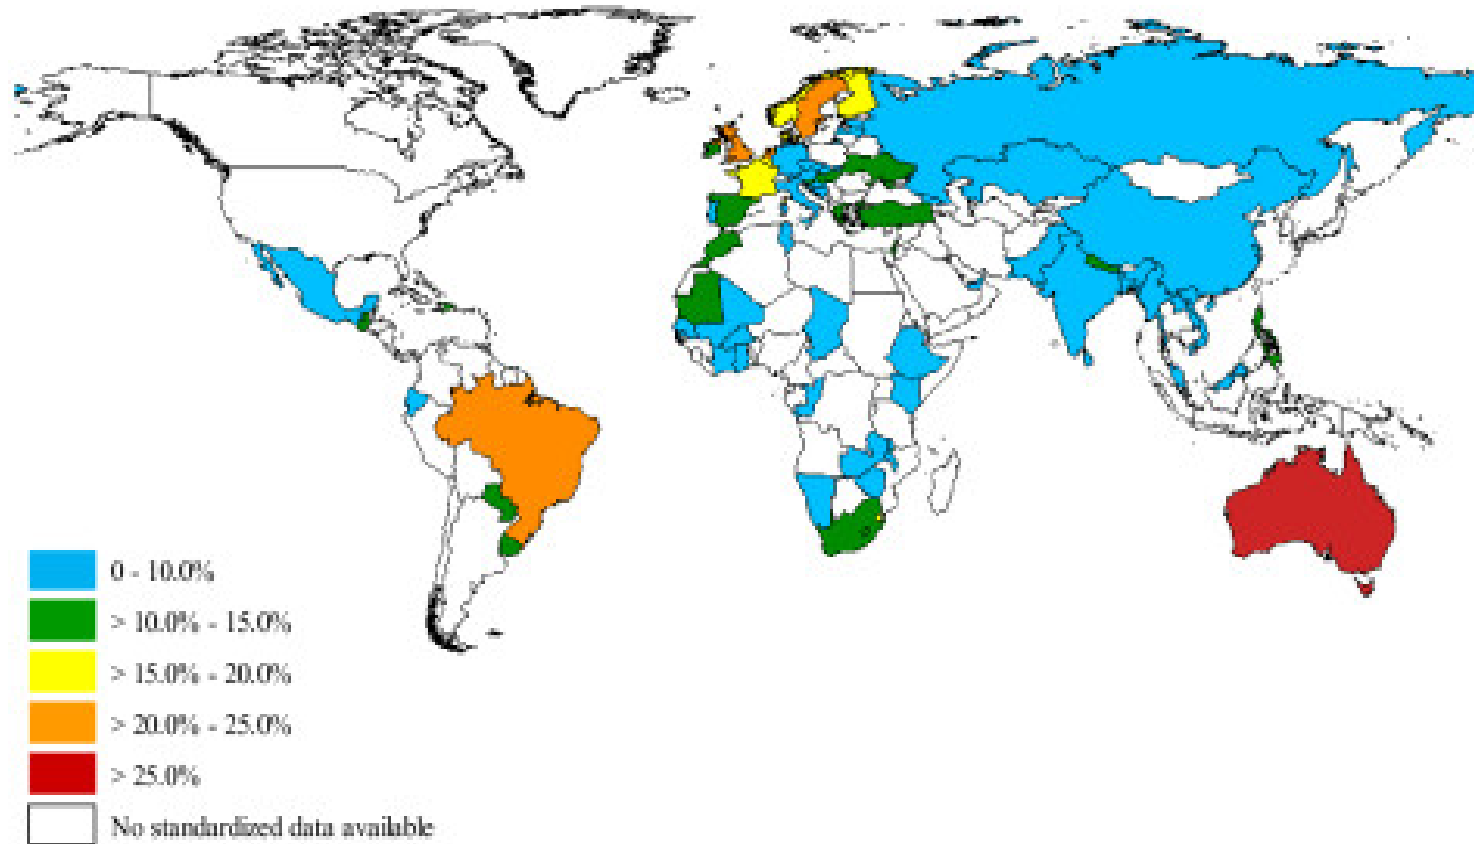 0 - 10.0%
> 10.0% - 15.0%
> 15.0% - 20.0%
> 20.0% - 25.0%
> 25.0%
No standardized data available